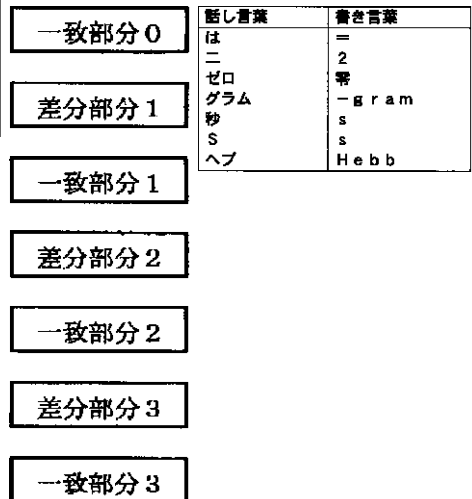 一致部分0
差分部分1
一致部分1
差分部分2
一致部分2
差分部分3
一致部分3
話し言葉 書き言葉
は =
二 2
ゼロ 零
グラム -gram
秒 s
S s
ヘブ Hebb